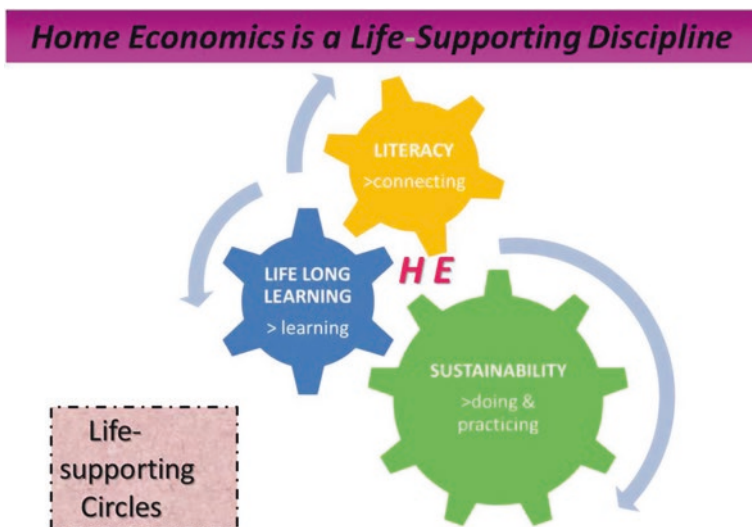 Home Economics is a Life-Supporting Discipline
LITERACY
>connecting
H E
LIFE LONG
LEARNING
> learning
SUSTAINABILITY
>doing &
practicing
Life-
supporting
Circles